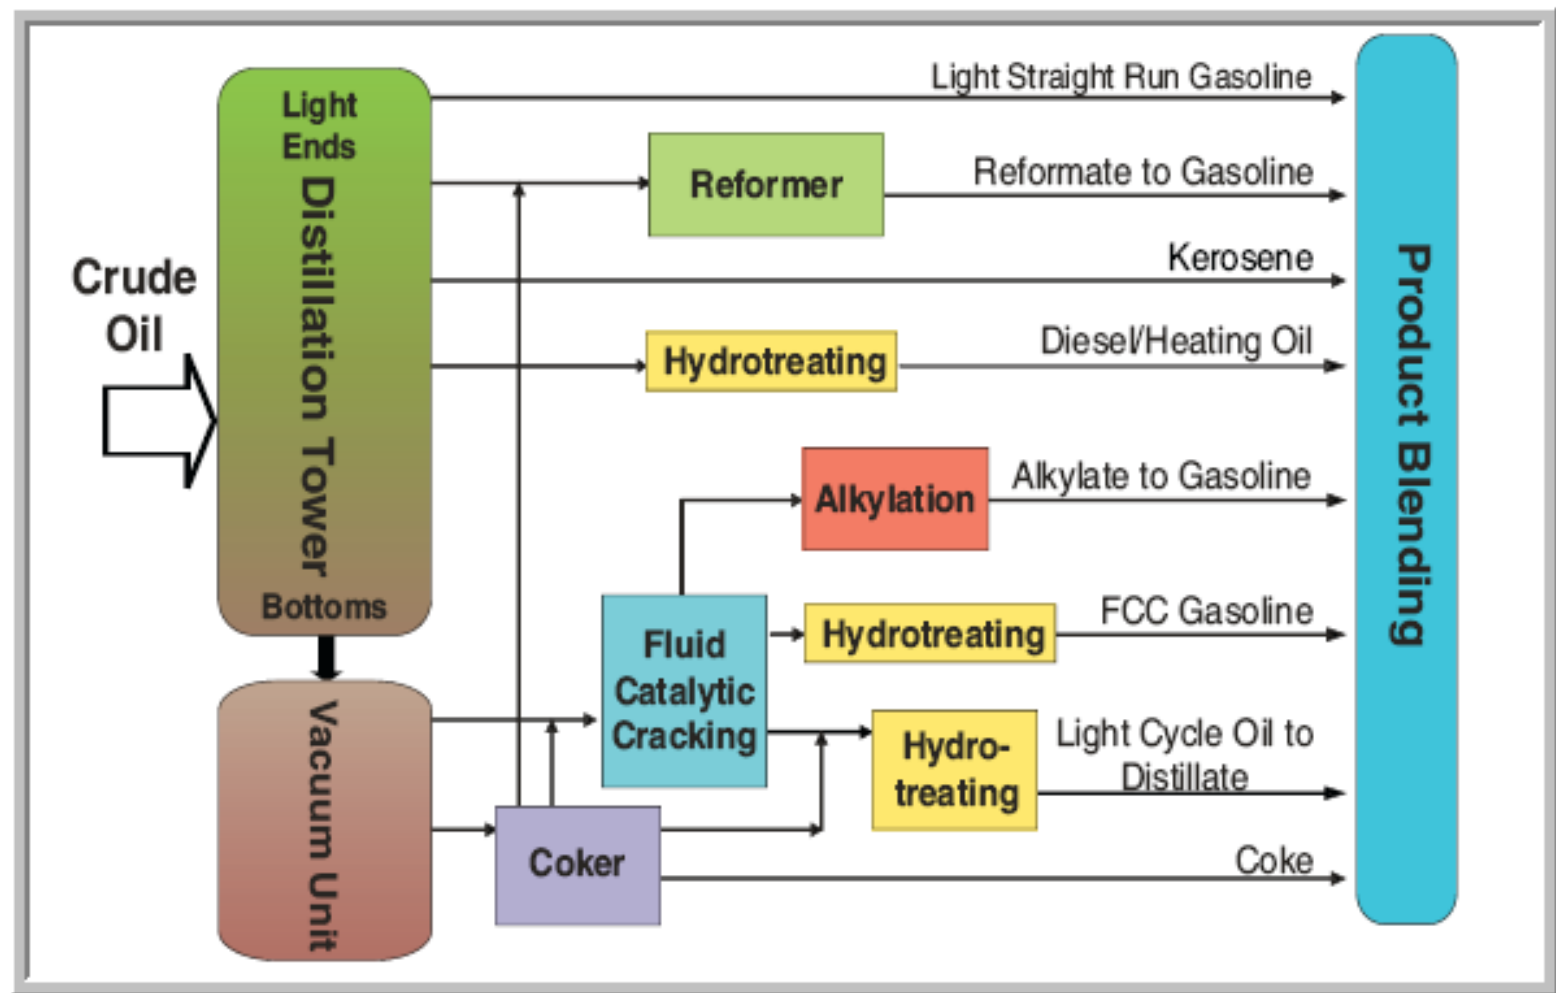 Light
Ends
Distillation Tower
Bottoms
Crude
Oil
Vacuum Unit
Light Straight Run Gasoline
Reformer
Reformate to Gasoline
Kerosene
Hydrotreating
Diesel/Heating Oil
Alkylation
Alkylate to Gasoline
Fluid
Catalytic
Cracking
Hydrotreating
FCC Gasoline
Hydro-
treating
Light Cycle Oil to
Distillate
Coker
Coke
Product Blending